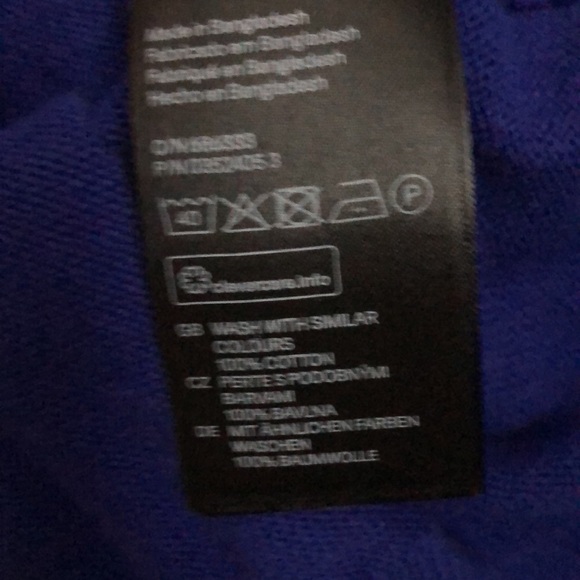 Made in Bangladesh
Fabricado em Bangladesh
Fabriqué en Bangladesh
Hecho en Bangladesh
O/N
P/N
40
P
clevercare.info
GB WASH WITH SIMILAR
COLOURS
100% COTTON
CZ PERTE S PODOBNÝMI
BARVAMI
100% BAVLNA
DE MIT ÄHNLICHEN FARBEN
WASCHEN
100% BAUMWOLLE